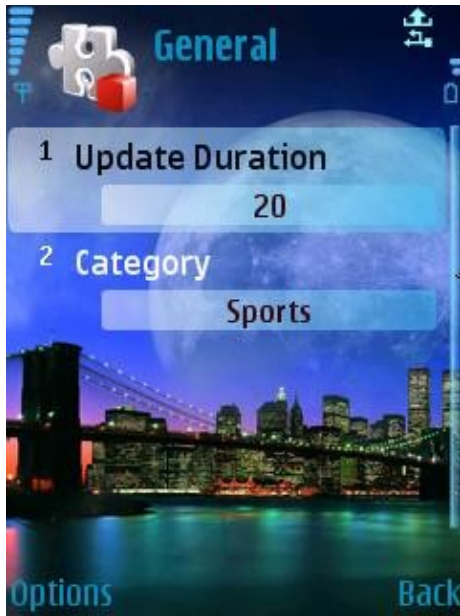 General
1 Update Duration
20
2 Category
Sports
Options Back